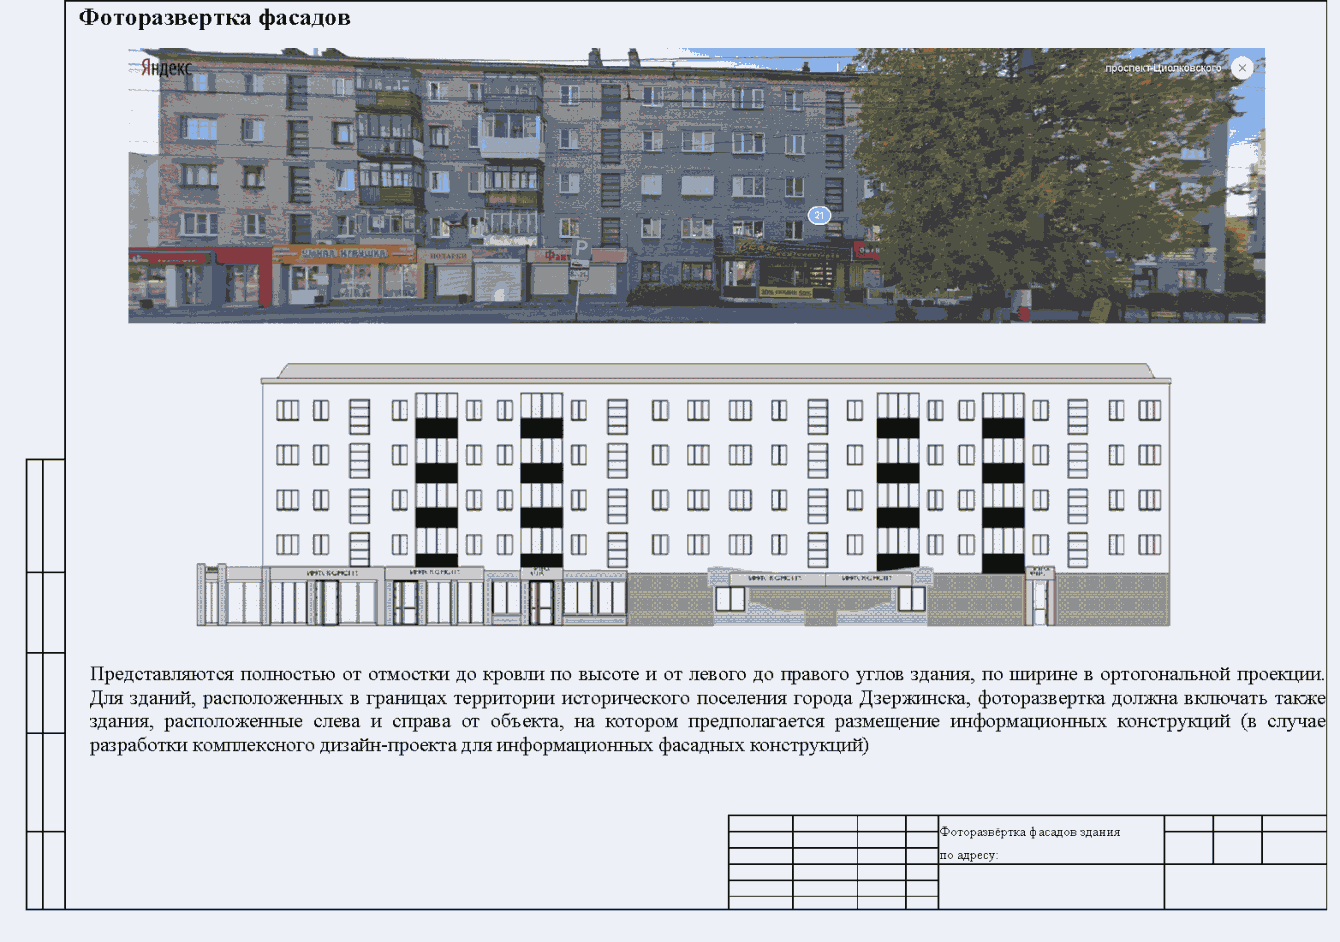 Фоторазвертка фасадов
Яндекс
проспект Циолковского
21
УМНАЯ ИГРУШКА
ПОДАРКИ
P
Представляются полностью от отмостки до кровли по высоте и от левого до правого углов здания, по ширине в ортогональной проекции.
Для зданий, расположенных в границах территории исторического поселения города Дзержинска, фоторазвертка должна включать также
здания, расположенные слева и справа от объекта, на котором предполагается размещение информационных конструкций (в случае
разработки комплексного дизайн-проекта для информационных фасадных конструкций)
Фоторазвёртка фасадов здания
по адресу: